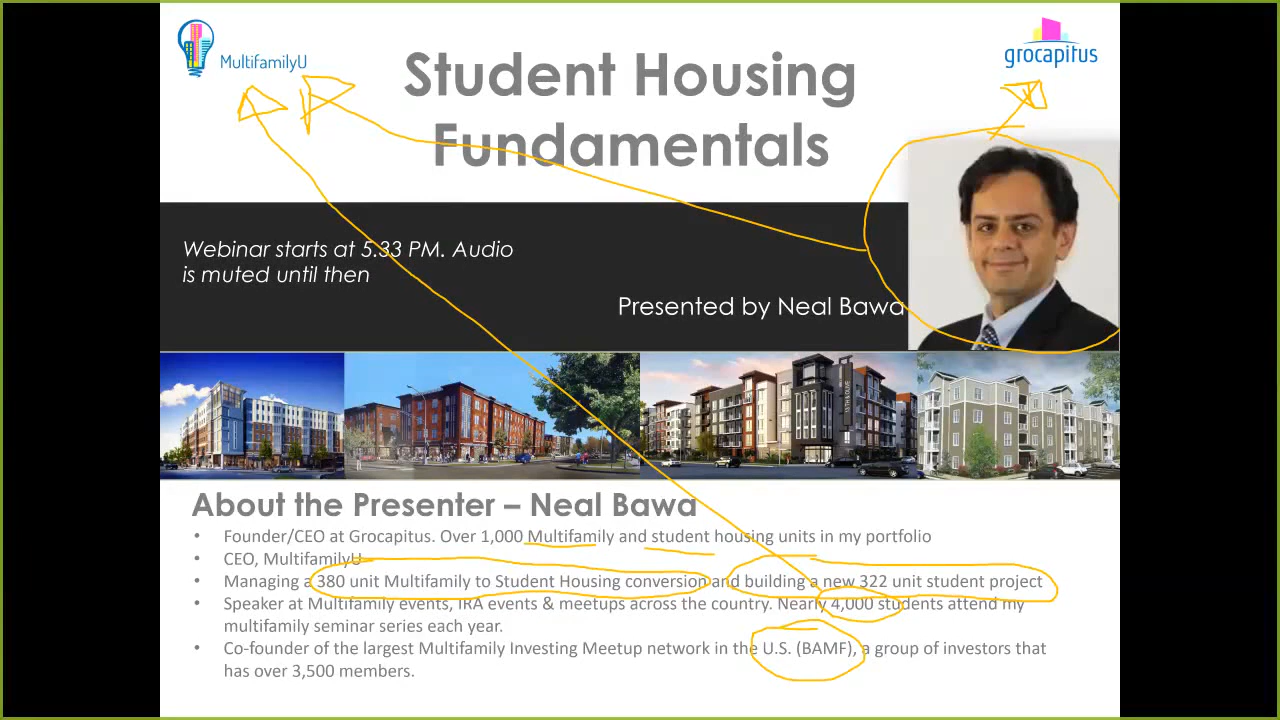 MultifamilyU
grocapitus
Student Housing
Fundamentals
Webinar starts at 5.33 PM. Audio
is muted until then
Presented by Neal Bawa
About the Presenter – Neal Bawa
• Founder/CEO at Grocapitus. Over 1,000 Multifamily and student housing units in my portfolio
• CEO, MultifamilyU
• Managing a 380 unit Multifamily to Student Housing conversion and building a new 322 unit student project
• Speaker at Multifamily events, IRA events & meetups across the country. Nearly 4,000 students attend my
multifamily seminar series each year.
• Co-founder of the largest Multifamily Investing Meetup network in the U.S. (BAMF), a group of investors that
has over 3,500 members.